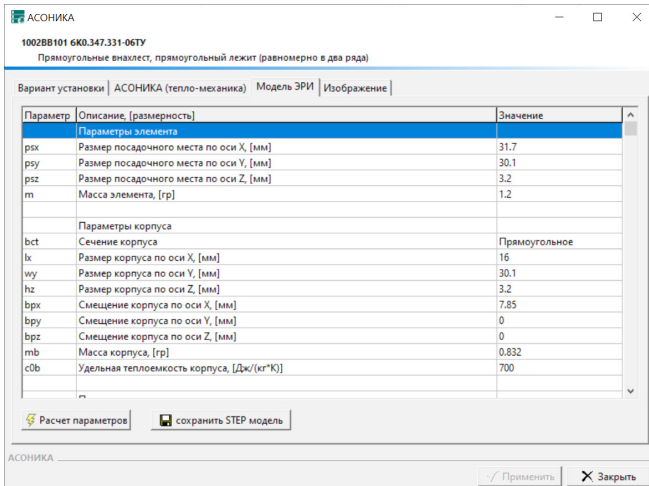 АСОНИКА
1002ВВ101 6К0.347.331-06ТУ
Прямоугольные внахлест, прямоугольный лежит (равномерно в два ряда)
Вариант установки АСОНИКА (тепло-механика) Модель ЭРИ Изображение
Параметр Описание, [размерность] Значение
Параметры элемента
psx Размер посадочного места по оси X, [мм] 31.7
psy Размер посадочного места по оси Y, [мм] 30.1
psz Размер посадочного места по оси Z, [мм] 3.2
m Масса элемента, [гр] 1.2
Параметры корпуса
bct Сечение корпуса Прямоугольное
lx Размер корпуса по оси X, [мм] 16
wy Размер корпуса по оси Y, [мм] 30.1
hz Размер корпуса по оси Z, [мм] 3.2
bpx Смещение корпуса по оси X, [мм] 7.85
bpy Смещение корпуса по оси Y, [мм] 0
bpz Смещение корпуса по оси Z, [мм] 0
mb Масса корпуса, [гр] 0.832
c0b Удельная теплоемкость корпуса, [Дж/(кг*К)] 700
Расчет параметров сохранить STEP модель
АСОНИКА
Применить Закрыть